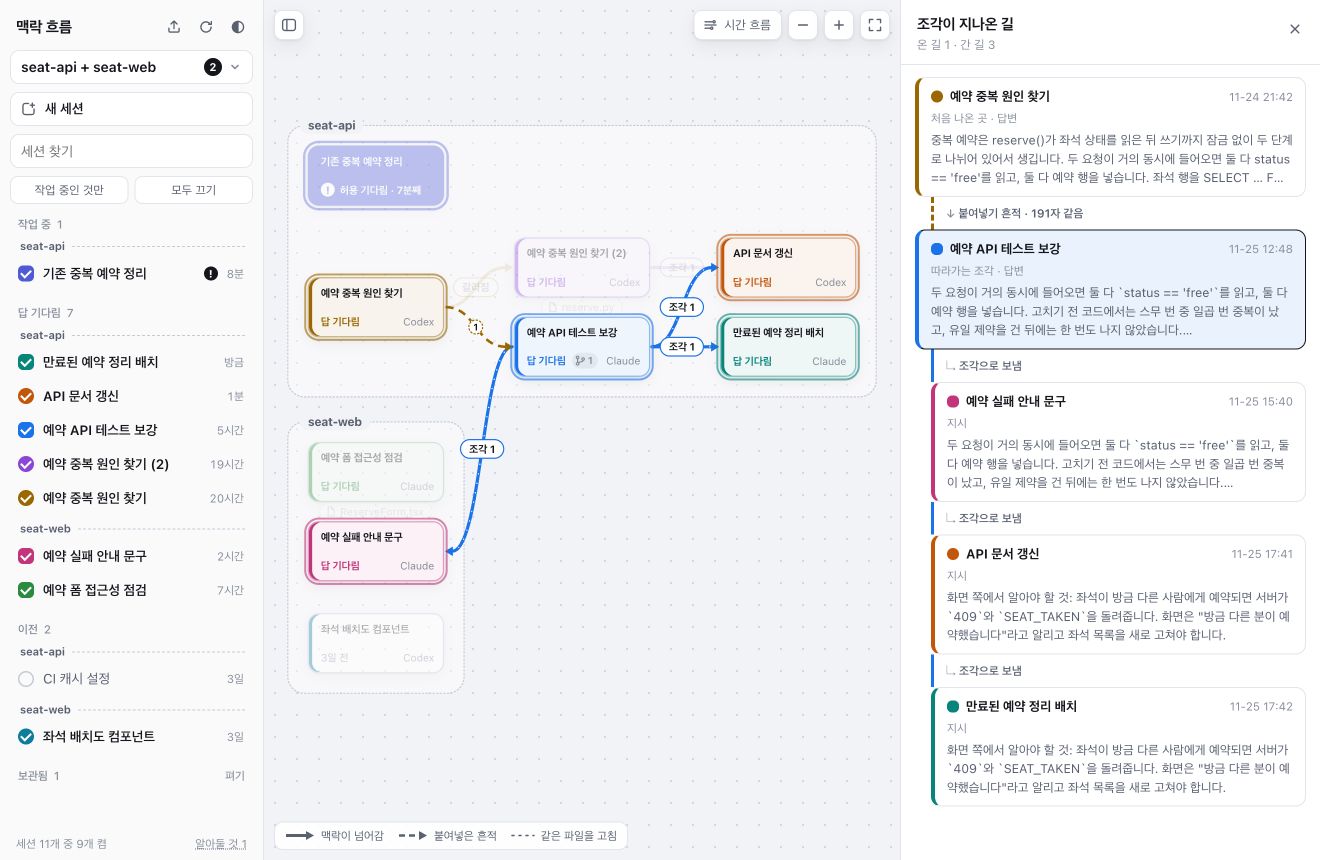 맥락 흐름
seat-api + seat-web 2
새 세션
세션 찾기
작업 중인 것만 모두 끄기
작업 중 1
seat-api
기존 중복 예약 정리 ! 8분
답 기다림 7
seat-api
만료된 예약 정리 배치 방금
API 문서 갱신 1분
예약 API 테스트 보강 5시간
예약 중복 원인 찾기 (2) 19시간
예약 중복 원인 찾기 20시간
seat-web
예약 실패 안내 문구 2시간
예약 폼 접근성 점검 7시간
이전 2
seat-api
CI 캐시 설정 3일
seat-web
좌석 배치도 컴포넌트 3일
보관됨 1 펴기
세션 11개 중 9개 켬 알아둘 것 1
시간 흐름
seat-api
기존 중복 예약 정리
! 허용 기다림 · 7분째
예약 중복 원인 찾기
답 기다림 Codex
갈라짐
1
예약 중복 원인 찾기 (2)
답 기다림 Codex
조각 1
reserve.py
API 문서 갱신
답 기다림 Codex
조각 1
예약 API 테스트 보강
답 기다림 1 Claude
조각 1
만료된 예약 정리 배치
답 기다림 Claude
seat-web
조각 1
예약 폼 접근성 점검
답 기다림 Claude
ReserveForm.tsx
예약 실패 안내 문구
답 기다림 Claude
좌석 배치도 컴포넌트
3일 전 Codex
맥락이 넘어감 붙여넣은 흔적 같은 파일을 고침
조각이 지나온 길
온 길 1 · 간 길 3
예약 중복 원인 찾기 11-24 21:42
처음 나온 곳 · 답변
중복 예약은 reserve()가 좌석 상태를 읽은 뒤 쓰기까지 잠금 없이 두 단계
로 나뉘어 있어서 생깁니다. 두 요청이 거의 동시에 들어오면 둘 다 status
== 'free'를 읽고, 둘 다 예약 행을 넣습니다. 좌석 행을 SELECT … F…
↓ 붙여넣기 흔적 · 191자 같음
예약 API 테스트 보강 11-25 12:48
따라가는 조각 · 답변
두 요청이 거의 동시에 들어오면 둘 다 `status == 'free'`를 읽고, 둘 다
예약 행을 넣습니다. 고치기 전 코드에서는 스무 번 중 일곱 번 중복이 났
고, 유일 제약을 건 뒤에는 한 번도 나지 않았습니다.…
조각으로 보냄
예약 실패 안내 문구 11-25 15:40
지시
두 요청이 거의 동시에 들어오면 둘 다 `status == 'free'`를 읽고, 둘
다 예약 행을 넣습니다. 고치기 전 코드에서는 스무 번 중 일곱 번 중복
이 났고, 유일 제약을 건 뒤에는 한 번도 나지 않았습니다.…
조각으로 보냄
API 문서 갱신 11-25 17:41
지시
화면 쪽에서 알아야 할 것: 좌석이 방금 다른 사람에게 예약되면 서버가
`409`와 `SEAT_TAKEN`을 돌려줍니다. 화면은 "방금 다른 분이 예
약했습니다"라고 알리고 좌석 목록을 새로 고쳐야 합니다.
조각으로 보냄
만료된 예약 정리 배치 11-25 17:42
지시
화면 쪽에서 알아야 할 것: 좌석이 방금 다른 사람에게 예약되면 서버가
`409`와 `SEAT_TAKEN`을 돌려줍니다. 화면은 "방금 다른 분이 예
약했습니다"라고 알리고 좌석 목록을 새로 고쳐야 합니다.